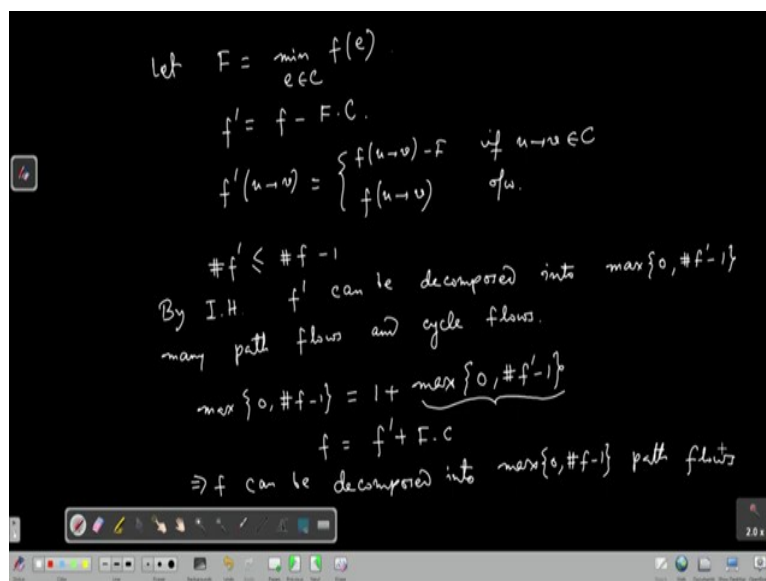 let F = min f(e)
e∈C
f' = f - F.C.
f'(u→v) = { f(u→v) - F if u→v ∈ C
f(u→v) o/w.
#f' ≤ #f - 1
By I.H. f' can be decomposed into max{0, #f'-1}
many path flows and cycle flows.
max{0, #f-1} = 1 + max{0, #f'-1}
f = f' + F.C
⇒ f can be decomposed into max{0, #f-1} path flows
2.0 x